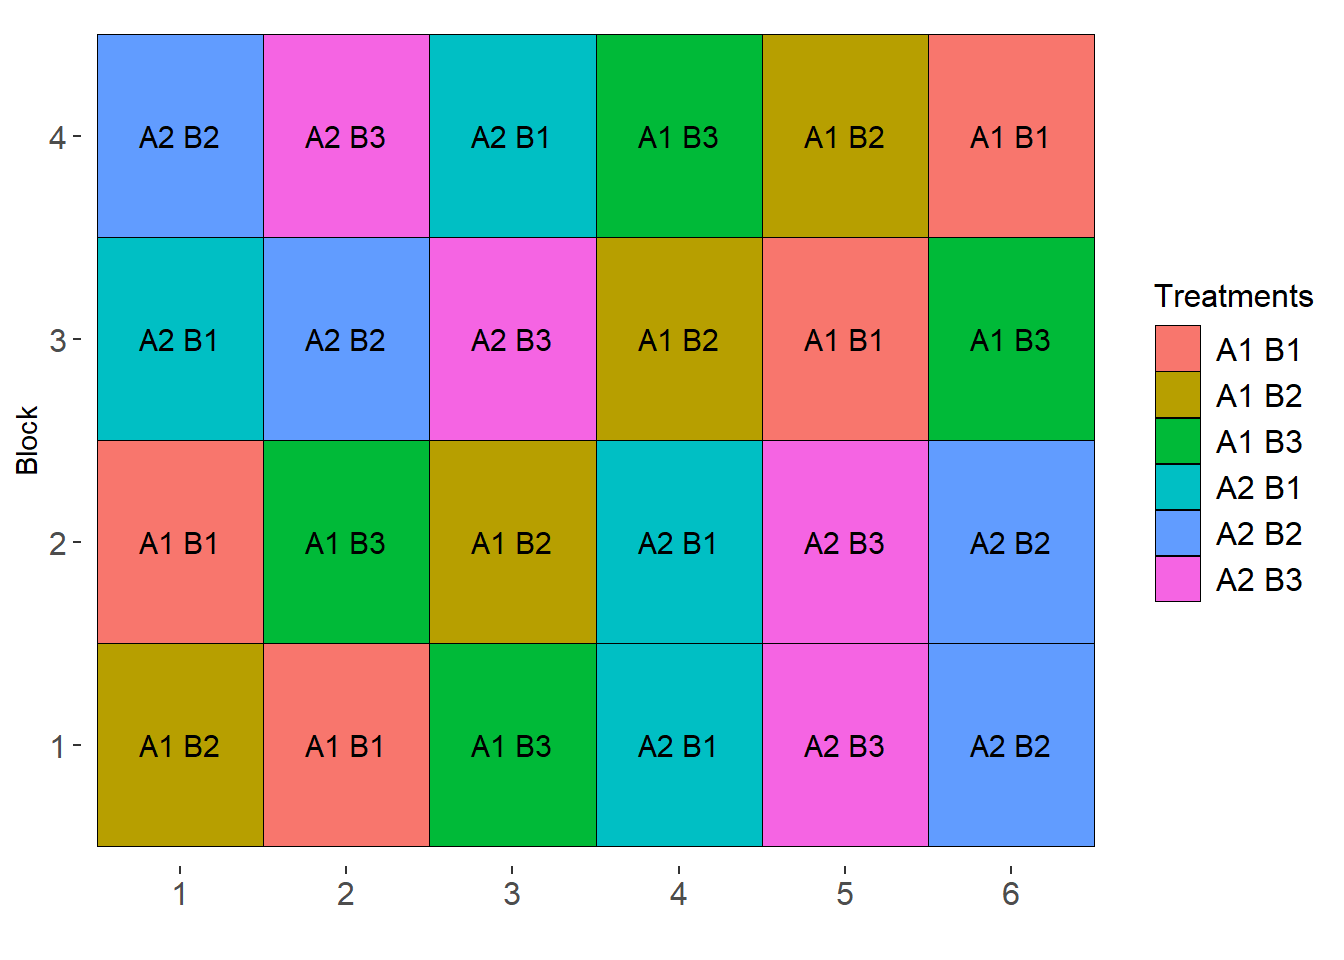 4
A2 B2 A2 B3 A2 B1 A1 B3 A1 B2 A1 B1
3
A2 B1 A2 B2 A2 B3 A1 B2 A1 B1 A1 B3
Block
2
A1 B1 A1 B3 A1 B2 A2 B1 A2 B3 A2 B2
1
A1 B2 A1 B1 A1 B3 A2 B1 A2 B3 A2 B2
1 2 3 4 5 6
Treatments
A1 B1
A1 B2
A1 B3
A2 B1
A2 B2
A2 B3